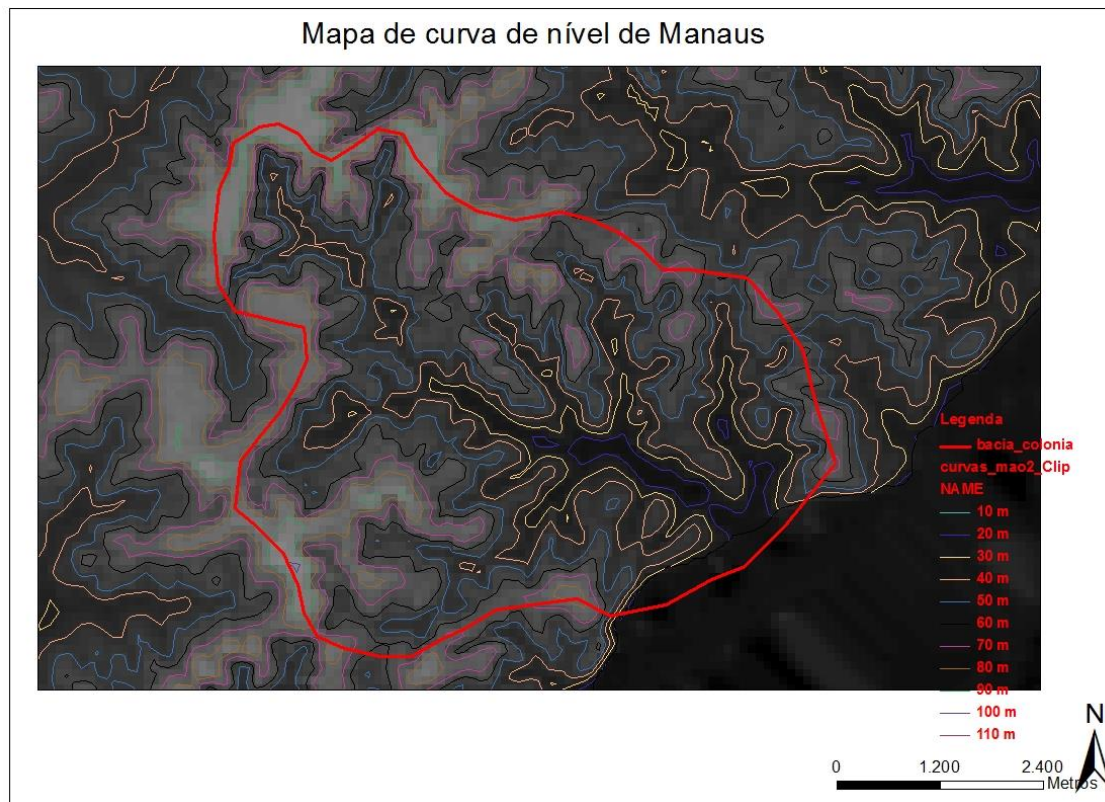 Mapa de curva de nível de Manaus
Legenda
bacia_colonia
curvas_mao2_Clip
NAME
10 m
20 m
30 m
40 m
50 m
60 m
70 m
80 m
90 m
100 m
110 m
N
0 1.200 2.400
Metros